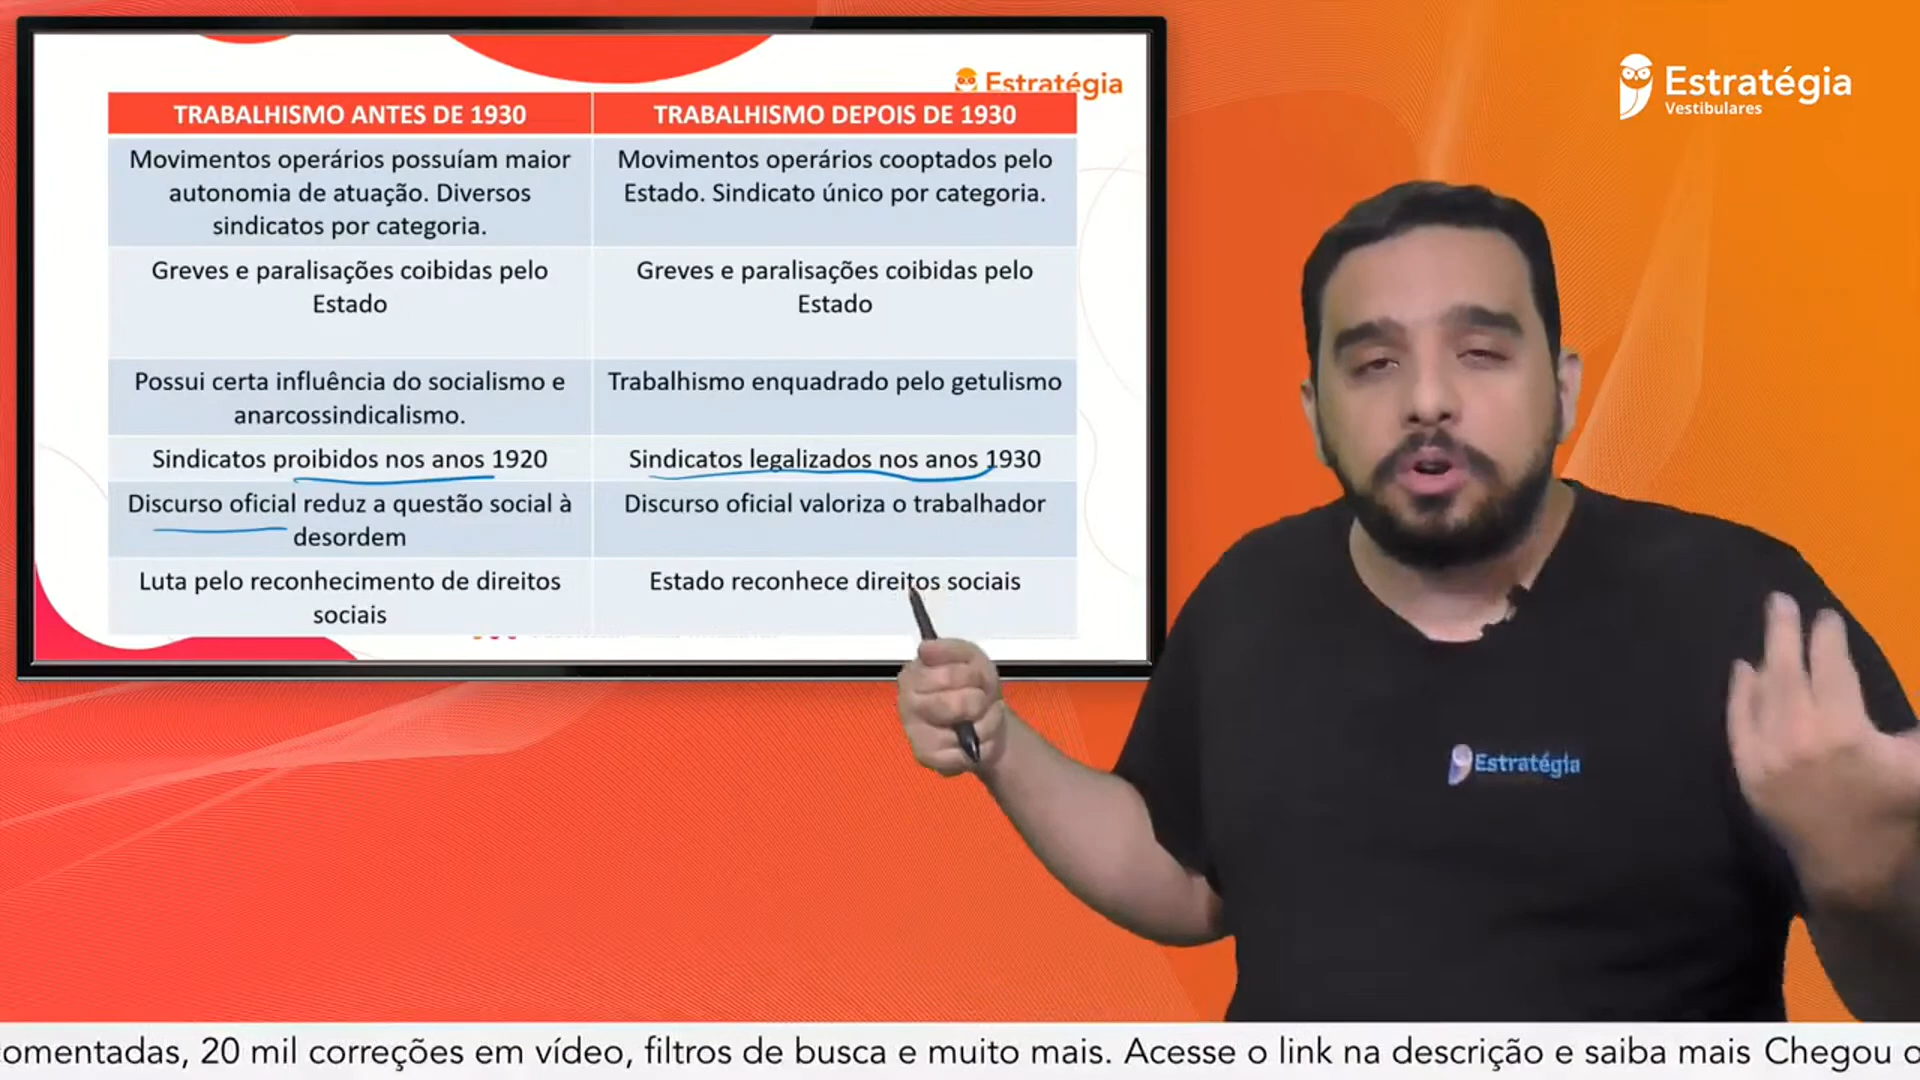 Estratégia
Estratégia
Vestibulares
TRABALHISMO ANTES DE 1930
TRABALHISMO DEPOIS DE 1930
Movimentos operários possuíam maior
autonomia de atuação. Diversos
sindicatos por categoria.
Movimentos operários cooptados pelo
Estado. Sindicato único por categoria.
Greves e paralisações coibidas pelo
Estado
Greves e paralisações coibidas pelo
Estado
Possui certa influência do socialismo e
anarcossindicalismo.
Trabalhismo enquadrado pelo getulismo
Sindicatos proibidos nos anos 1920
Sindicatos legalizados nos anos 1930
Discurso oficial reduz a questão social à
desordem
Discurso oficial valoriza o trabalhador
Luta pelo reconhecimento de direitos
sociais
Estado reconhece direitos sociais
Estratégia
omentadas, 20 mil correções em vídeo, filtros de busca e muito mais. Acesse o link na descrição e saiba mais Chegou o